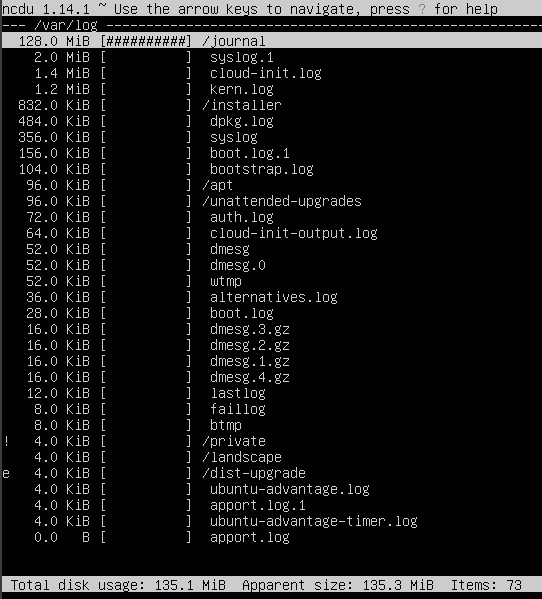 ncdu 1.14.1 ~ Use the arrow keys to navigate, press ? for help
--- /var/log ---------------------------------------------------
128.0 MiB [##########] /journal
2.0 MiB [          ]  syslog.1
1.4 MiB [          ]  cloud-init.log
1.2 MiB [          ]  kern.log
832.0 KiB [          ] /installer
484.0 KiB [          ]  dpkg.log
356.0 KiB [          ]  syslog
156.0 KiB [          ]  boot.log.1
104.0 KiB [          ]  bootstrap.log
96.0 KiB [          ] /apt
96.0 KiB [          ] /unattended-upgrades
72.0 KiB [          ]  auth.log
64.0 KiB [          ]  cloud-init-output.log
52.0 KiB [          ]  dmesg
52.0 KiB [          ]  dmesg.0
52.0 KiB [          ]  wtmp
36.0 KiB [          ]  alternatives.log
28.0 KiB [          ]  boot.log
16.0 KiB [          ]  dmesg.3.gz
16.0 KiB [          ]  dmesg.2.gz
16.0 KiB [          ]  dmesg.1.gz
16.0 KiB [          ]  dmesg.4.gz
12.0 KiB [          ]  lastlog
8.0 KiB [          ]  faillog
8.0 KiB [          ]  btmp
! 4.0 KiB [          ] /private
4.0 KiB [          ] /landscape
e 4.0 KiB [          ] /dist-upgrade
4.0 KiB [          ]  ubuntu-advantage.log
4.0 KiB [          ]  apport.log.1
4.0 KiB [          ]  ubuntu-advantage-timer.log
0.0   B [          ]  apport.log
Total disk usage: 135.1 MiB  Apparent size: 135.3 MiB  Items: 73